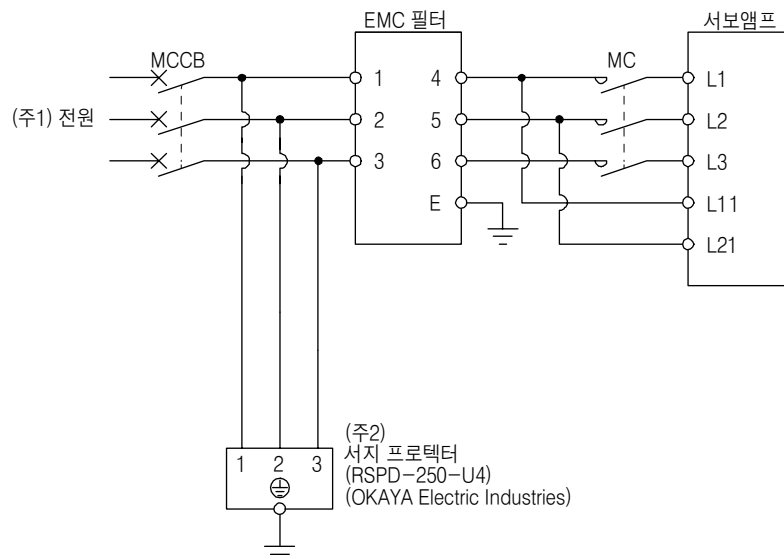 EMC 필터
서보앰프
MCCB
MC
1
4
L1
(주1) 전원
2
5
L2
3
6
L3
E
L11
L21
(주2)
서지 프로텍터
(RSPD-250-U4)
(OKAYA Electric Industries)
1 2 3